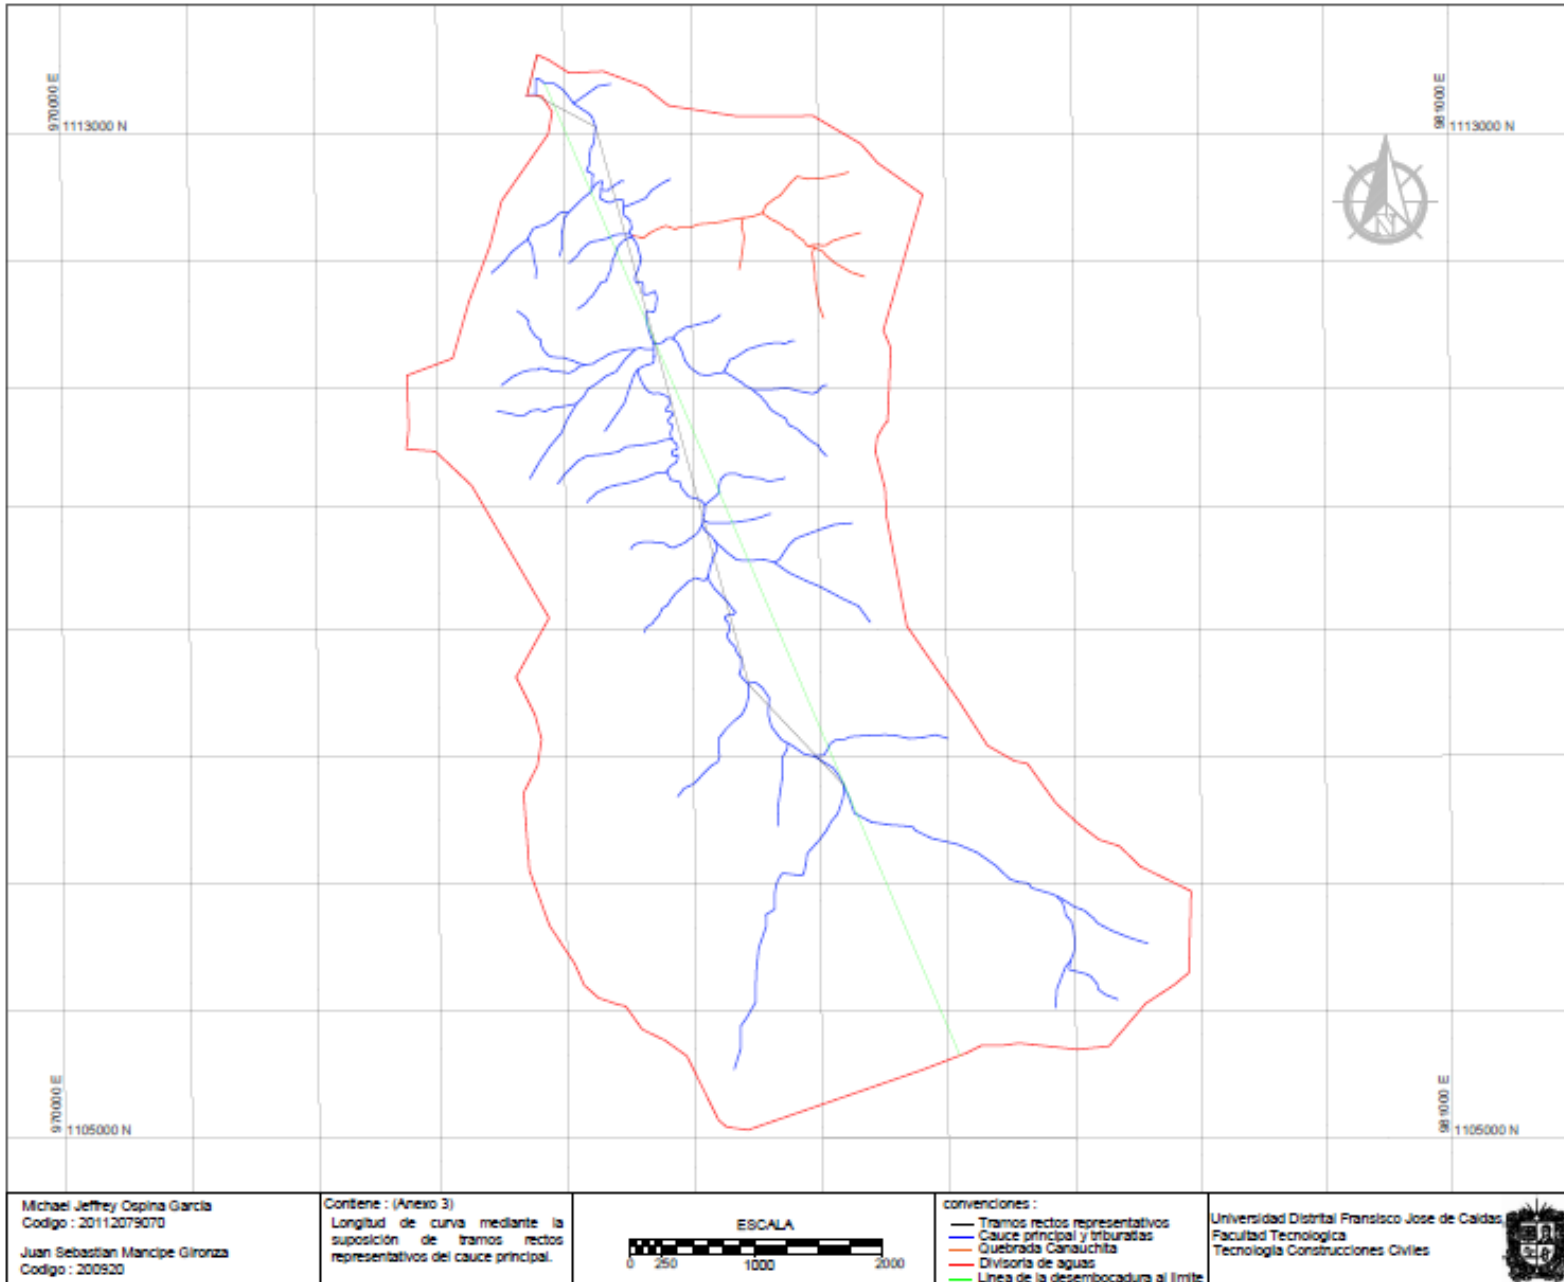 970000 E
1113000 N
981000 E
1113000 N
N
970000 E
1105000 N
981000 E
1105000 N
Michael Jeffrey Ospina Garcia
Codigo : 20112079070
Juan Sebastian Mancipe Gironza
Codigo : 200920
Contiene : (Anexo 3)
Longitud de curva mediante la
suposición de tramos rectos
representativos del cauce principal.
ESCALA
0 250 1000 2000
convenciones :
Tramos rectos representativos
Cauce principal y triburatias
Quebrada Canauchita
Divisoria de aguas
Linea de la desembocadura al limite
Universidad Distrital Fransisco Jose de Caldas
Facultad Tecnologica
Tecnologia Construcciones Civiles